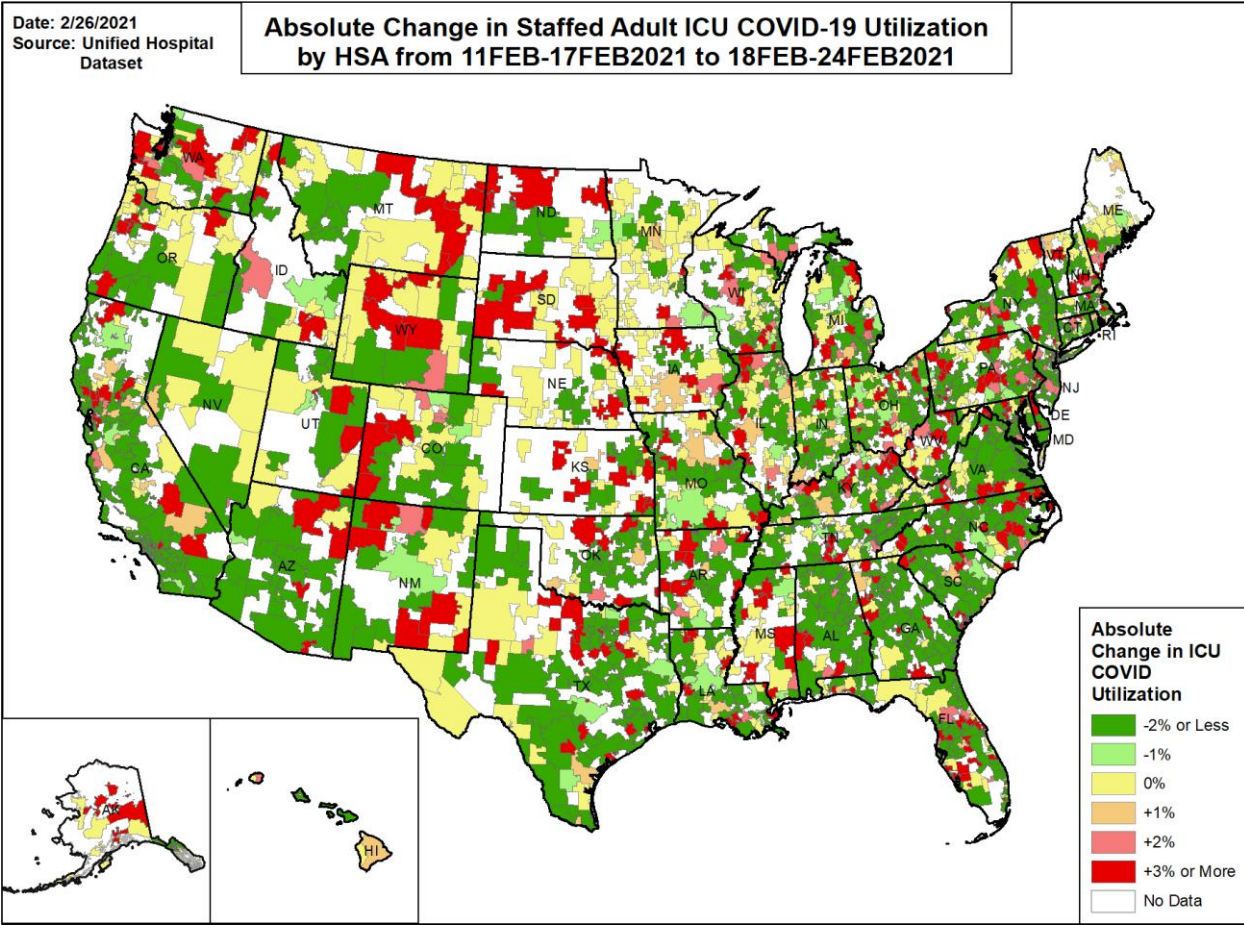 Date: 2/26/2021
Source: Unified Hospital
Dataset
Absolute Change in Staffed Adult ICU COVID-19 Utilization
by HSA from 11FEB-17FEB2021 to 18FEB-24FEB2021
WA
MT
ND
MN
ME
OR
ID
SD
WI
MI
VT
NH
NY
MA
CT
RI
WY
IA
NE
PA
NJ
NV
UT
CO
IL
IN
OH
DE
MD
WV
CA
KS
MO
KY
VA
AZ
NM
OK
AR
TN
NC
SC
MS
AL
GA
TX
LA
FL
AK
HI
Absolute
Change in ICU
COVID
Utilization
-2% or Less
-1%
0%
+1%
+2%
+3% or More
No Data